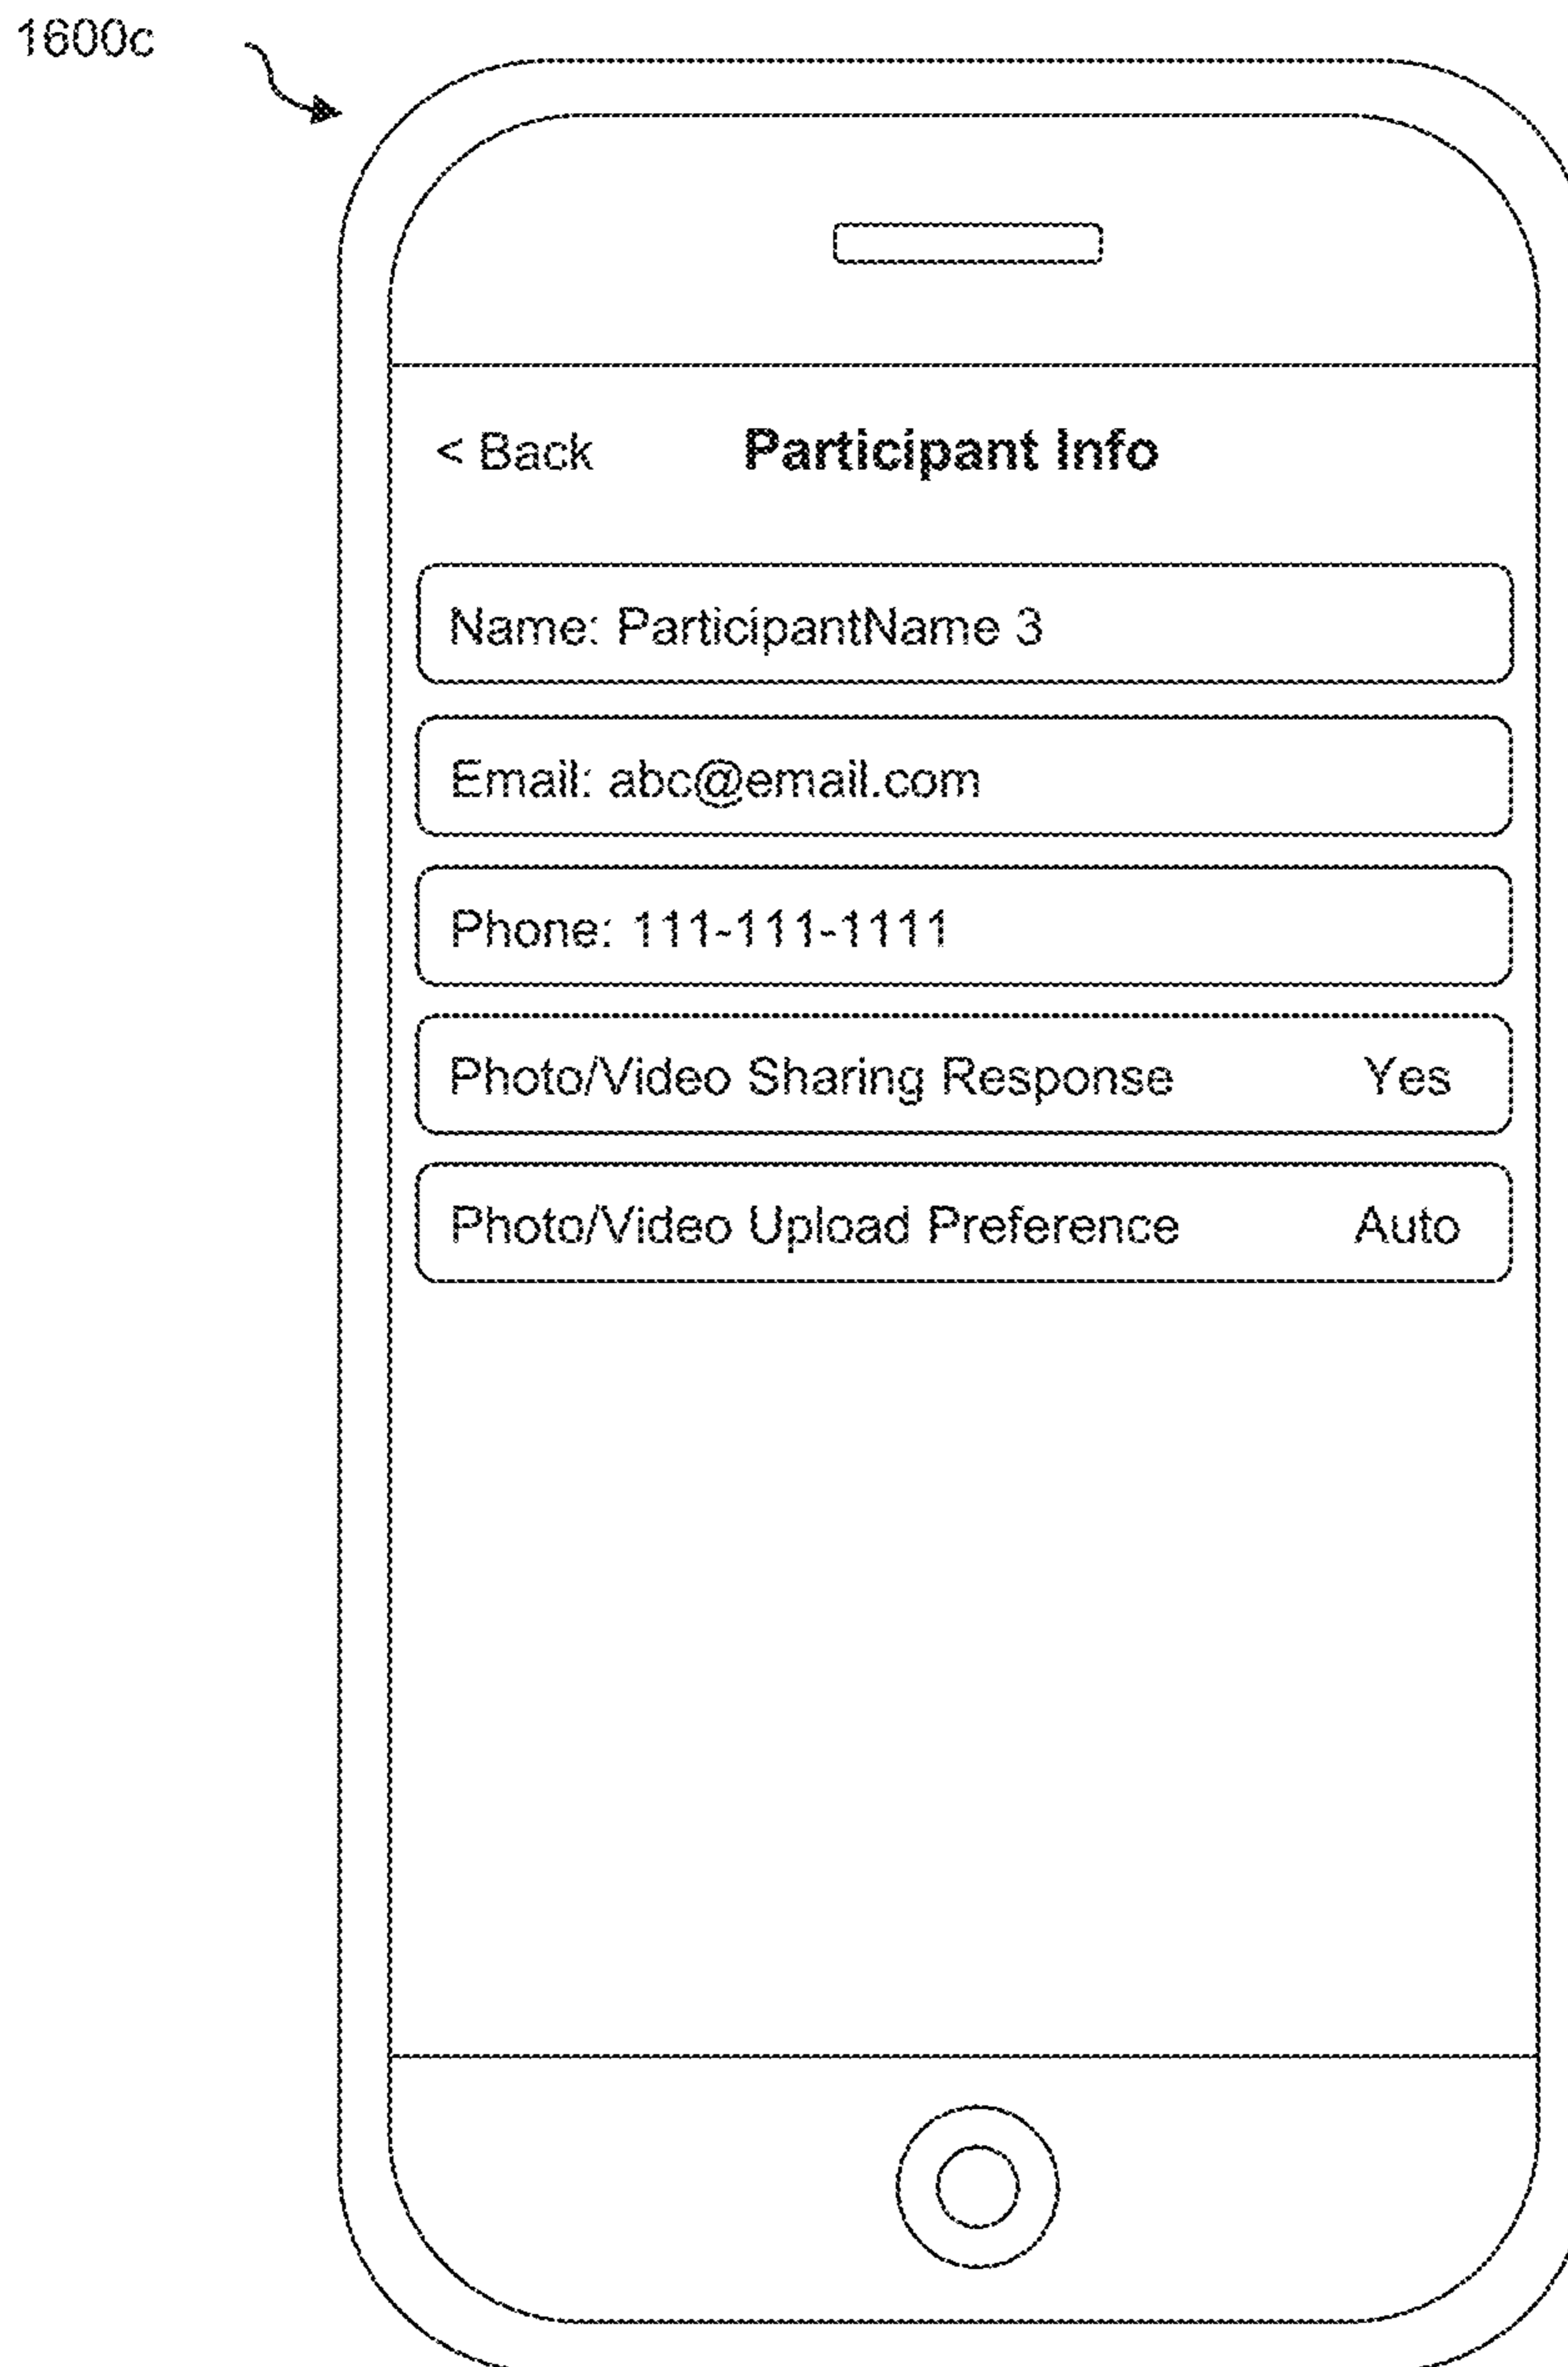 1600c
< Back Participant Info
Name: ParticipantName 3
Email: abc@email.com
Phone: 111-111-1111
Photo/Video Sharing Response Yes
Photo/Video Upload Preference Auto